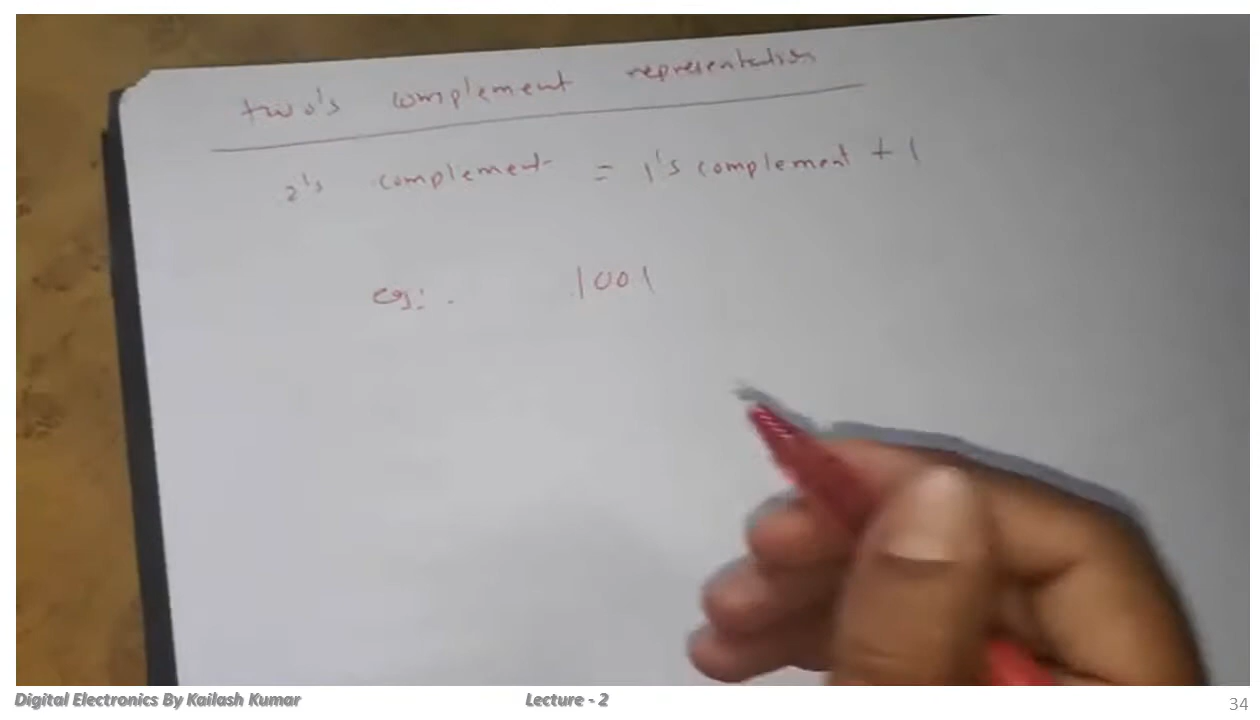 two's complement representation
2's complement = 1's complement + 1
eg: . 1001
Digital Electronics By Kailash Kumar Lecture - 2 34